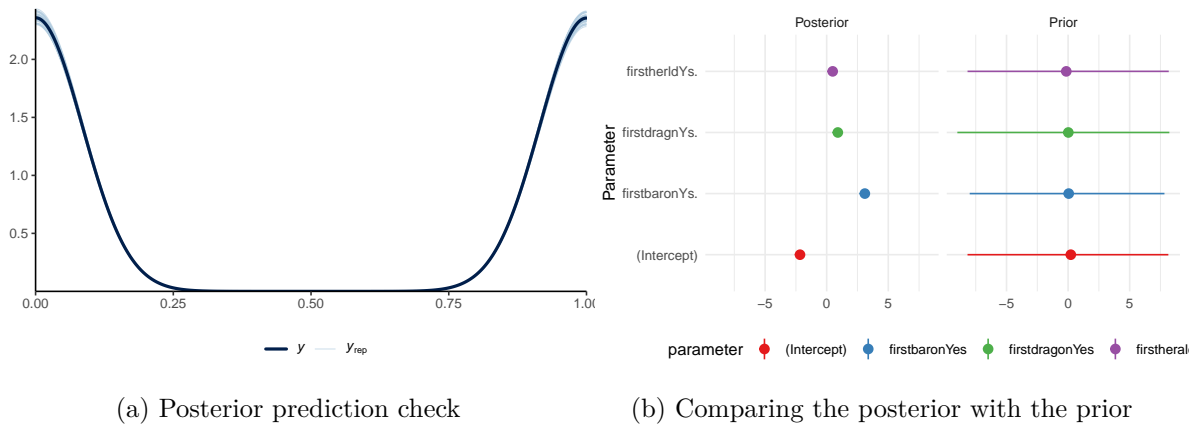 2.0
1.5
1.0
0.5
0.00
0.25
0.50
0.75
1.00
y
yrep
(a) Posterior prediction check
Posterior
Prior
Parameter
firstherldYs.
firstdragnYs.
firstbaronYs.
(Intercept)
−5
0
5
−5
0
5
parameter
(Intercept)
firstbaronYes
firstdragonYes
firstheral
(b) Comparing the posterior with the prior